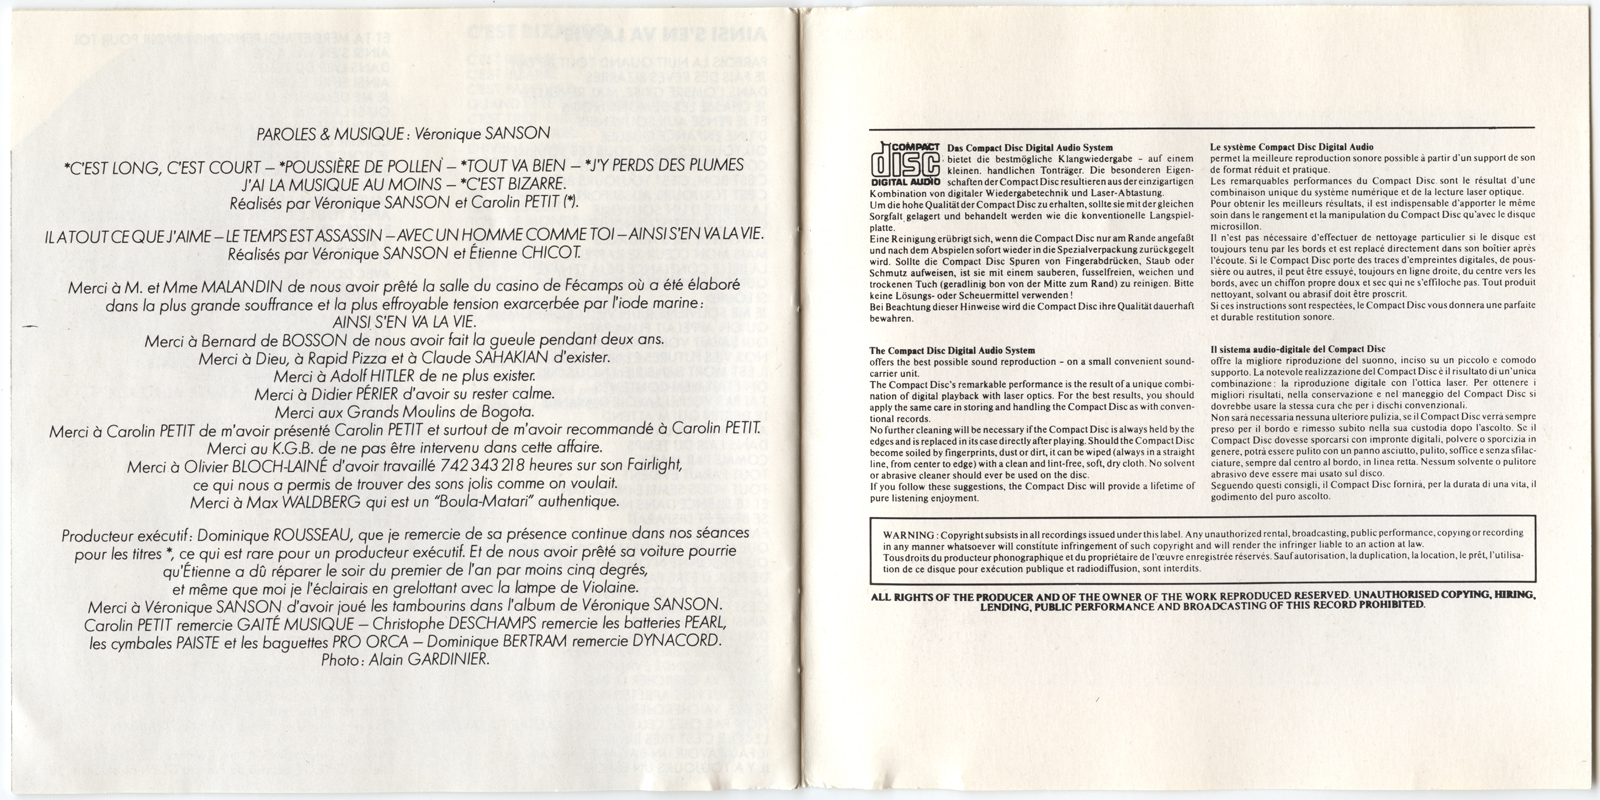 PAROLES & MUSIQUE : Véronique SANSON
*C'EST LONG, C'EST COURT – *POUSSIÈRE DE POLLEN – *TOUT VA BIEN – *J'Y PERDS DES PLUMES
J'AI LA MUSIQUE AU MOINS – *C'EST BIZARRE.
Réalisés par Véronique SANSON et Carolin PETIT (*).
IL A TOUT CE QUE J'AIME – LE TEMPS EST ASSASSIN – AVEC UN HOMME COMME TOI – AINSI S'EN VA LA VIE.
Réalisés par Véronique SANSON et Étienne CHICOT.
Merci à M. et Mme MALANDIN de nous avoir prêté la salle du casino de Fécamps où a été élaboré
dans la plus grande souffrance et la plus effroyable tension exarcerbée par l'iode marine :
AINSI S'EN VA LA VIE.
Merci à Bernard de BOSSON de nous avoir fait la gueule pendant deux ans.
Merci à Dieu, à Rapid Pizza et à Claude SAHAKIAN d'exister.
Merci à Adolf HITLER de ne plus exister.
Merci à Didier PÉRIER d'avoir su rester calme.
Merci aux Grands Moulins de Bogota.
Merci à Carolin PETIT de m'avoir présenté Carolin PETIT et surtout de m'avoir recommandé à Carolin PETIT.
Merci au K.G.B. de ne pas être intervenu dans cette affaire.
Merci à Olivier BLOCH-LAINÉ d'avoir travaillé 742 343 218 heures sur son Fairlight,
ce qui nous a permis de trouver des sons jolis comme on voulait.
Merci à Max WALDBERG qui est un "Boula-Matari" authentique.
Producteur exécutif : Dominique ROUSSEAU, que je remercie de sa présence continue dans nos séances
pour les titres *, ce qui est rare pour un producteur exécutif. Et de nous avoir prêté sa voiture pourrie
qu'Étienne a dû réparer le soir du premier de l'an par moins cinq degrés,
et même que moi je l'éclairais en grelottant avec la lampe de Violaine.
Merci à Véronique SANSON d'avoir joué les tambourins dans l'album de Véronique SANSON.
Carolin PETIT remercie GAITÉ MUSIQUE – Christophe DESCHAMPS remercie les batteries PEARL,
les cymbales PAISTE et les baguettes PRO ORCA – Dominique BERTRAM remercie DYNACORD.
Photo : Alain GARDINIER.
COMPACT
disc
DIGITAL AUDIO
Das Compact Disc Digital Audio System
bietet die bestmögliche Klangwiedergabe – auf einem
kleinen. handlichen Tonträger. Die besonderen Eigen-
schaften der Compact Disc resultieren aus der einzigartigen
Kombination von digitaler Wiedergabetechnik und Laser-Abtastung.
Um die hohe Qualität der Compact Disc zu erhalten, sollte sie mit der gleichen
Sorgfalt gelagert und behandelt werden wie die konventionelle Langspiel-
platte.
Eine Reinigung erübrigt sich, wenn die Compact Disc nur am Rande angefaßt
und nach dem Abspielen sofort wieder in die Spezialverpackung zurückgelegt
wird. Sollte die Compact Disc Spuren von Fingerabdrücken, Staub oder
Schmutz aufweisen, ist sie mit einem sauberen, fusselfreien, weichen und
trockenen Tuch (geradlinig bon von der Mitte zum Rand) zu reinigen. Bitte
keine Lösungs- oder Scheuermittel verwenden !
Bei Beachtung dieser Hinweise wird die Compact Disc ihre Qualität dauerhaft
bewahren.
Le système Compact Disc Digital Audio
permet la meilleure reproduction sonore possible à partir d'un support de son
de format réduit et pratique.
Les remarquables performances du Compact Disc sont le résultat d'une
combinaison unique du système numérique et de la lecture laser optique.
Pour obtenir les meilleurs résultats, il est indispensable d'apporter le même
soin dans le rangement et la manipulation du Compact Disc qu'avec le disque
microsillon.
Il n'est pas nécessaire d'effectuer de nettoyage particulier si le disque est
toujours tenu par les bords et est replacé directement dans son boîtier après
l'écoute. Si le Compact Disc porte des traces d'empreintes digitales, de pous-
sière ou autres, il peut être essuyé, toujours en ligne droite, du centre vers les
bords, avec un chiffon propre doux et sec qui ne s'effiloche pas. Tout produit
nettoyant, solvant ou abrasif doit être proscrit.
Si ces instructions sont respectées, le Compact Disc vous donnera une parfaite
et durable restitution sonore.
The Compact Disc Digital Audio System
offers the best possible sound reproduction – on a small convenient sound-
carrier unit.
The Compact Disc's remarkable performance is the result of a unique combi-
nation of digital playback with laser optics. For the best results, you should
apply the same care in storing and handling the Compact Disc as with conven-
tional records.
No further cleaning will be necessary if the Compact Disc is always held by the
edges and is replaced in its case directly after playing. Should the Compact Disc
become soiled by fingerprints, dust or dirt, it can be wiped (always in a straight
line, from center to edge) with a clean and lint-free, soft, dry cloth. No solvent
or abrasive cleaner should ever be used on the disc.
If you follow these suggestions, the Compact Disc will provide a lifetime of
pure listening enjoyment.
Il sistema audio-digitale del Compact Disc
offre la migliore riproduzione del suonno, inciso su un piccolo e comodo
supporto. La notevole realizzazione del Compact Disc è il risultato di un'unica
combinazione : la riproduzione digitale con l'ottica laser. Per ottenere i
migliori risultati, nella conservazione e nel maneggio del Compact Disc si
dovrebbe usare la stessa cura che per i dischi convenzionali.
Non sarà necessaria nessuna ulteriore pulizia, se il Compact Disc verrà sempre
preso per il bordo e rimesso subito nella sua custodia dopo l'ascolto. Se il
Compact Disc dovesse sporcarsi con impronte digitali, polvere o sporcizia in
genere, potrà essere pulito con un panno asciutto, pulito, soffice e senza sfilac-
ciature, sempre dal centro al bordo, in linea retta. Nessum solvente o pulitore
abrasivo deve essere mai usato sul disco.
Seguendo questi consigli, il Compact Disc fornirà, per la durata di una vita, il
godimento del puro ascolto.
WARNING : Copyright subsists in all recordings issued under this label. Any unauthorized rental, broadcasting, public performance, copying or recording
in any manner whatsoever will constitute infringement of such copyright and will render the infringer liable to an action at law.
Tous droits du producteur phonographique et du propriétaire de l'œuvre enregistrée réservés. Sauf autorisation, la duplication, la location, le prêt, l'utilisa-
tion de ce disque pour exécution publique et radiodiffusion, sont interdits.
ALL RIGHTS OF THE PRODUCER AND OF THE OWNER OF THE WORK REPRODUCED RESERVED. UNAUTHORISED COPYING, HIRING,
LENDING, PUBLIC PERFORMANCE AND BROADCASTING OF THIS RECORD PROHIBITED.